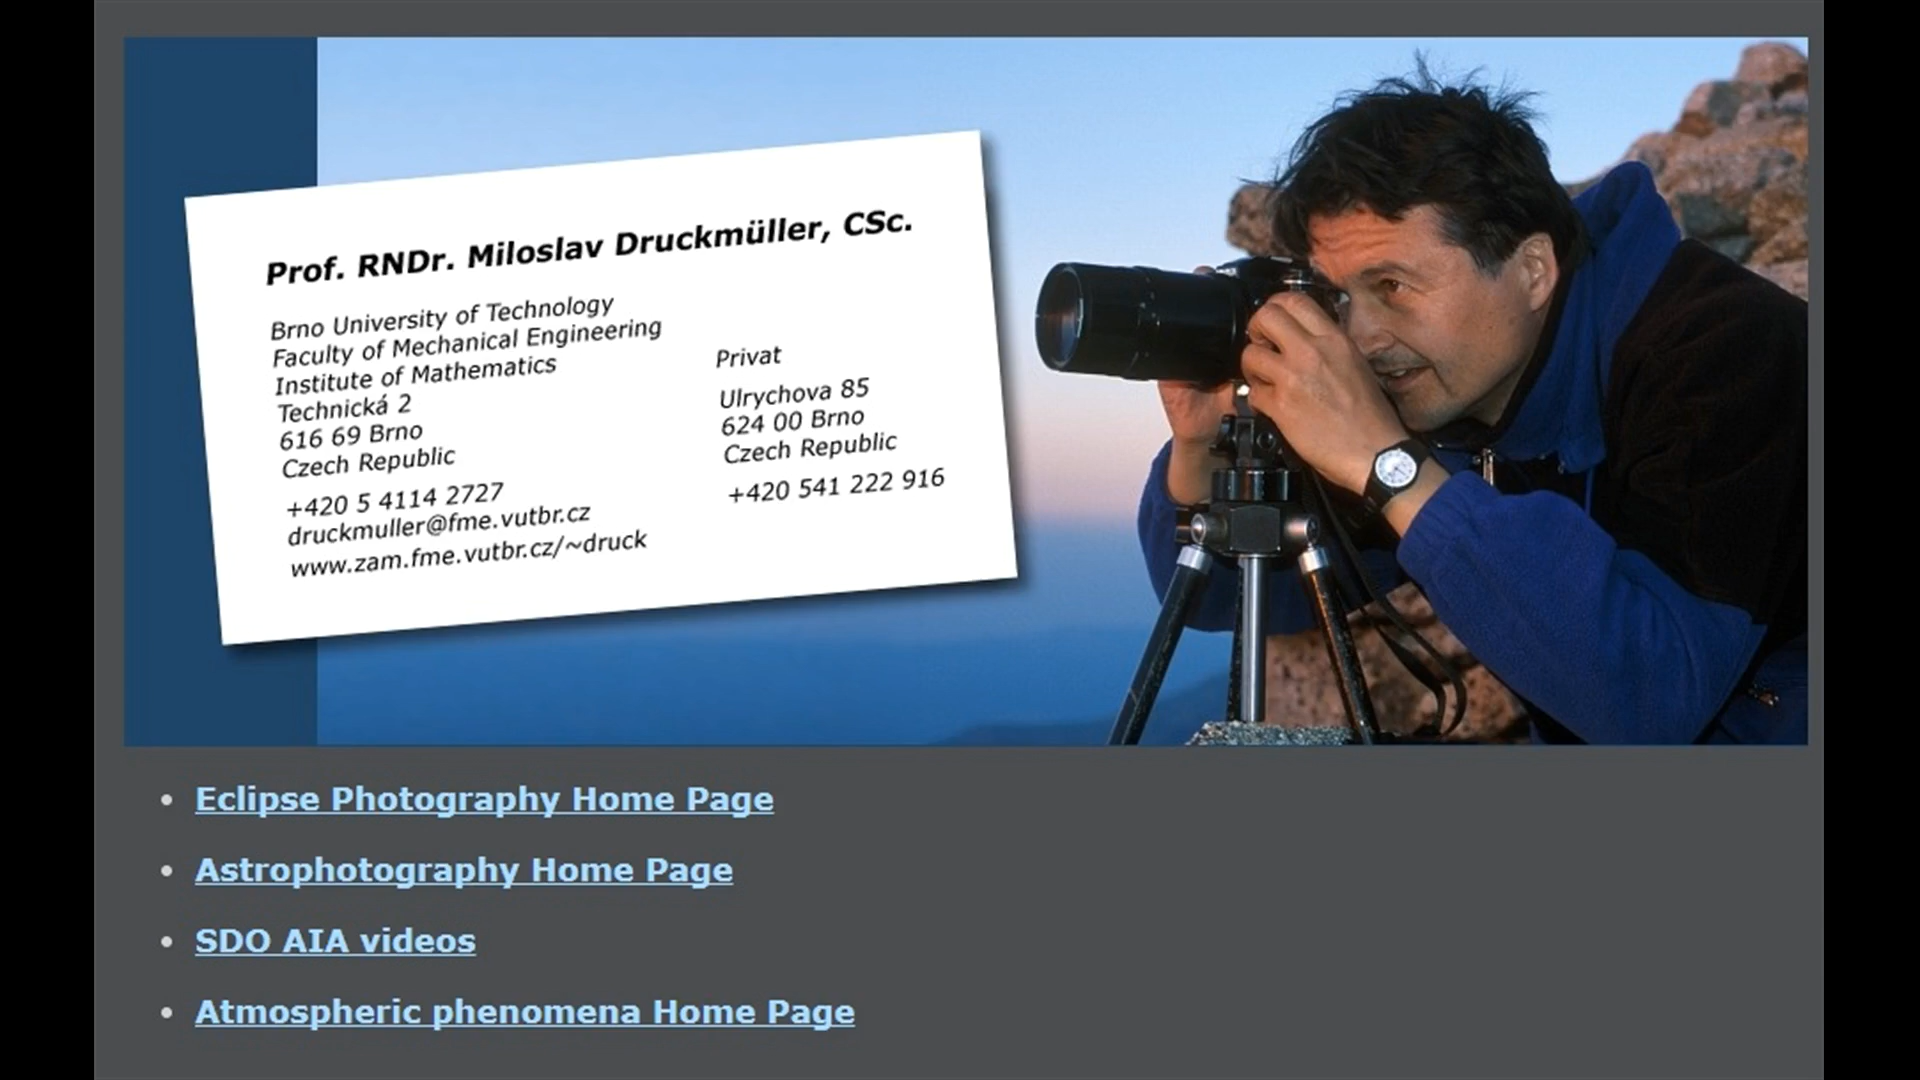 Prof. RNDr. Miloslav Druckmüller, CSc.
Brno University of Technology
Faculty of Mechanical Engineering
Institute of Mathematics
Technická 2
616 69 Brno
Czech Republic
+420 5 4114 2727
druckmuller@fme.vutbr.cz
www.zam.fme.vutbr.cz/~druck
Privat
Ulrychova 85
624 00 Brno
Czech Republic
+420 541 222 916
Eclipse Photography Home Page
Astrophotography Home Page
SDO AIA videos
Atmospheric phenomena Home Page